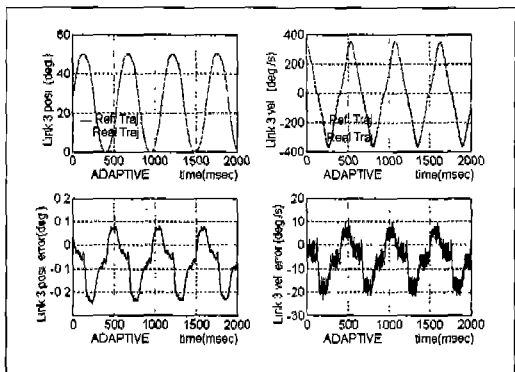 Link 3 posi {deg.}
60
40
20
0
Ref. Traj
Real Traj
0 500 1000 1500 2000
ADAPTIVE time(msec)
Link 3 vel [deg/s)
400
200
0
-200
-400
Ref. Traj
Real Traj
0 500 1000 1500 2000
ADAPTIVE time(msec)
Link 3 posi error{deg}
0.2
0.1
0
-0.1
-0.2
0 500 1000 1500 2000
ADAPTIVE time(msec)
Link 3 vel error{deg/s)
20
10
0
-10
-20
-30
0 500 1000 1500 2000
ADAPTIVE time(msec)